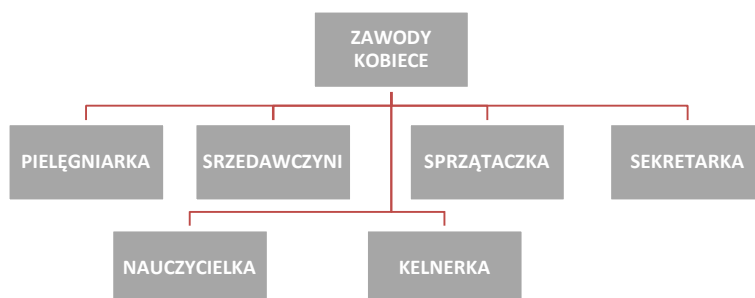 ZAWODY
KOBIECE
PIELĘGNIARKA
SRZEDAWCZYNI
SPRZĄTACZKA
SEKRETARKA
NAUCZYCIELKA
KELNERKA